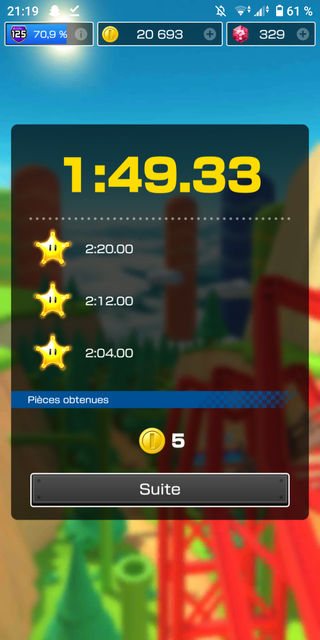 21:19 61 %
125 70,9 % i 20 693 + 329 +
1:49.33
2:20.00
2:12.00
2:04.00
Pièces obtenues
5
Suite